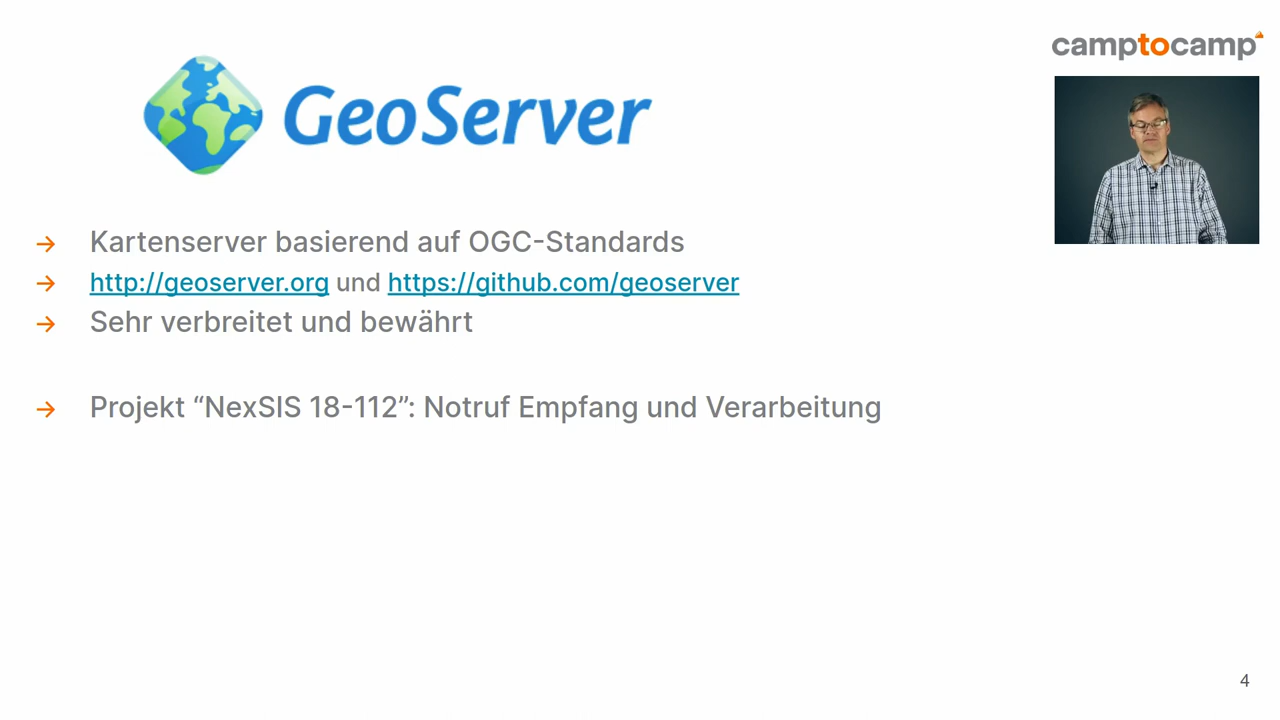 camptocamp
GeoServer
→ Kartenserver basierend auf OGC-Standards
→ http://geoserver.org und https://github.com/geoserver
→ Sehr verbreitet und bewährt
→ Projekt “NexSIS 18-112”: Notruf Empfang und Verarbeitung
4